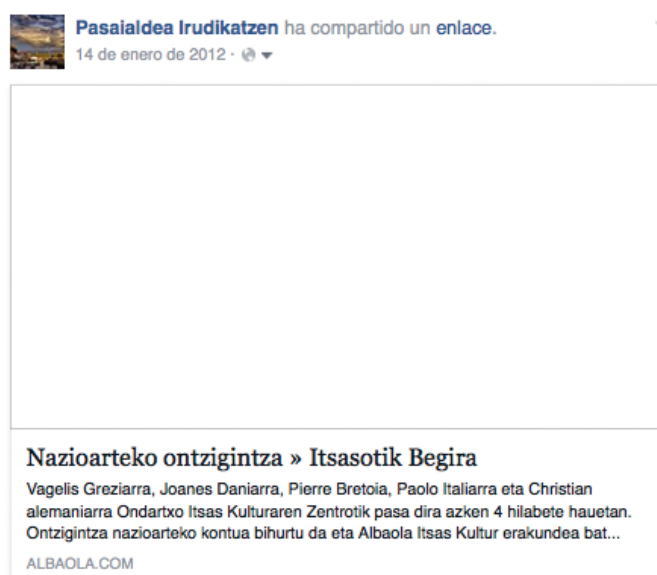 Pasaialdea Irudikatzen ha compartido un enlace.
14 de enero de 2012 ·
Nazioarteko ontzigintza » Itsasotik Begira
Vagelis Greziarra, Joanes Daniarra, Pierre Bretoia, Paolo Italiarra eta Christian
alemaniarra Ondartxo Itsas Kulturaren Zentrotik pasa dira azken 4 hilabete hauetan.
Ontzigintza nazioarteko kontua bihurtu da eta Albaola Itsas Kultur erakundea bat...
ALBAOLA.COM